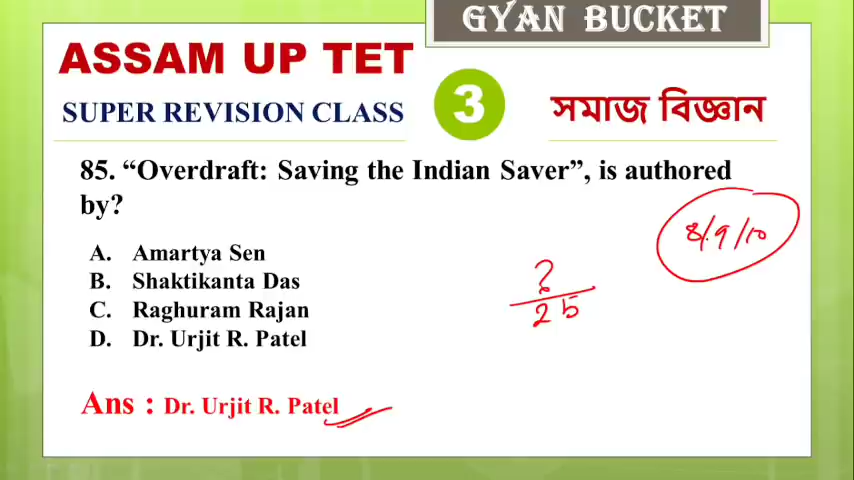 GYAN BUCKET
ASSAM UP TET
SUPER REVISION CLASS
3
সমাজ বিজ্ঞান
85. “Overdraft: Saving the Indian Saver”, is authored
by?
8/9/10
A. Amartya Sen
B. Shaktikanta Das
C. Raghuram Rajan
D. Dr. Urjit R. Patel
?
25
Ans : Dr. Urjit R. Patel